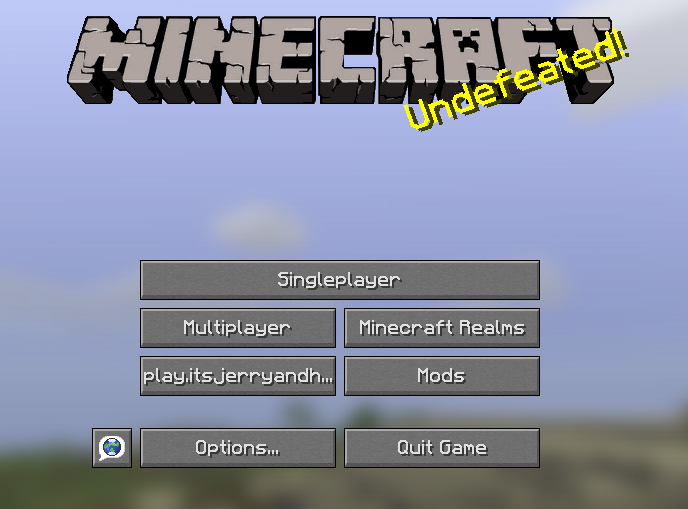 MINECRAFT
Undefeated!
Singleplayer
Multiplayer
Minecraft Realms
play.itsjerryandh...
Mods
Options...
Quit Game